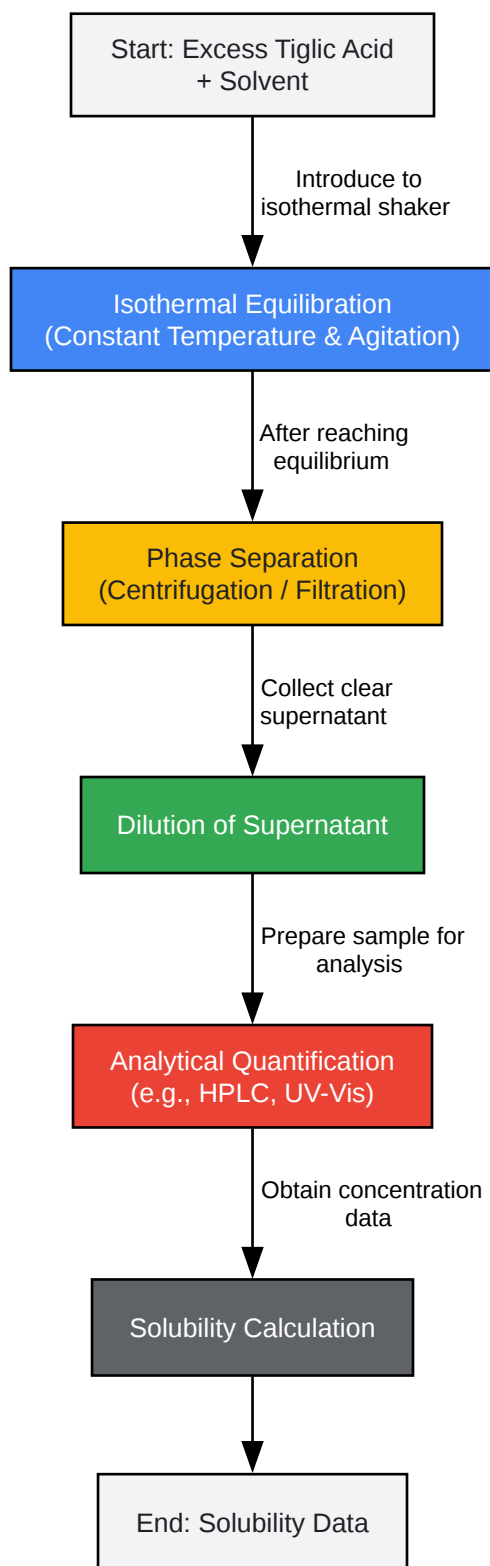 Start: Excess Tiglic Acid
+ Solvent
Introduce to
isothermal shaker
Isothermal Equilibration
(Constant Temperature & Agitation)
After reaching
equilibrium
Phase Separation
(Centrifugation / Filtration)
Collect clear
supernatant
Dilution of Supernatant
Prepare sample for
analysis
Analytical Quantification
(e.g., HPLC, UV-Vis)
Obtain concentration
data
Solubility Calculation
End: Solubility Data